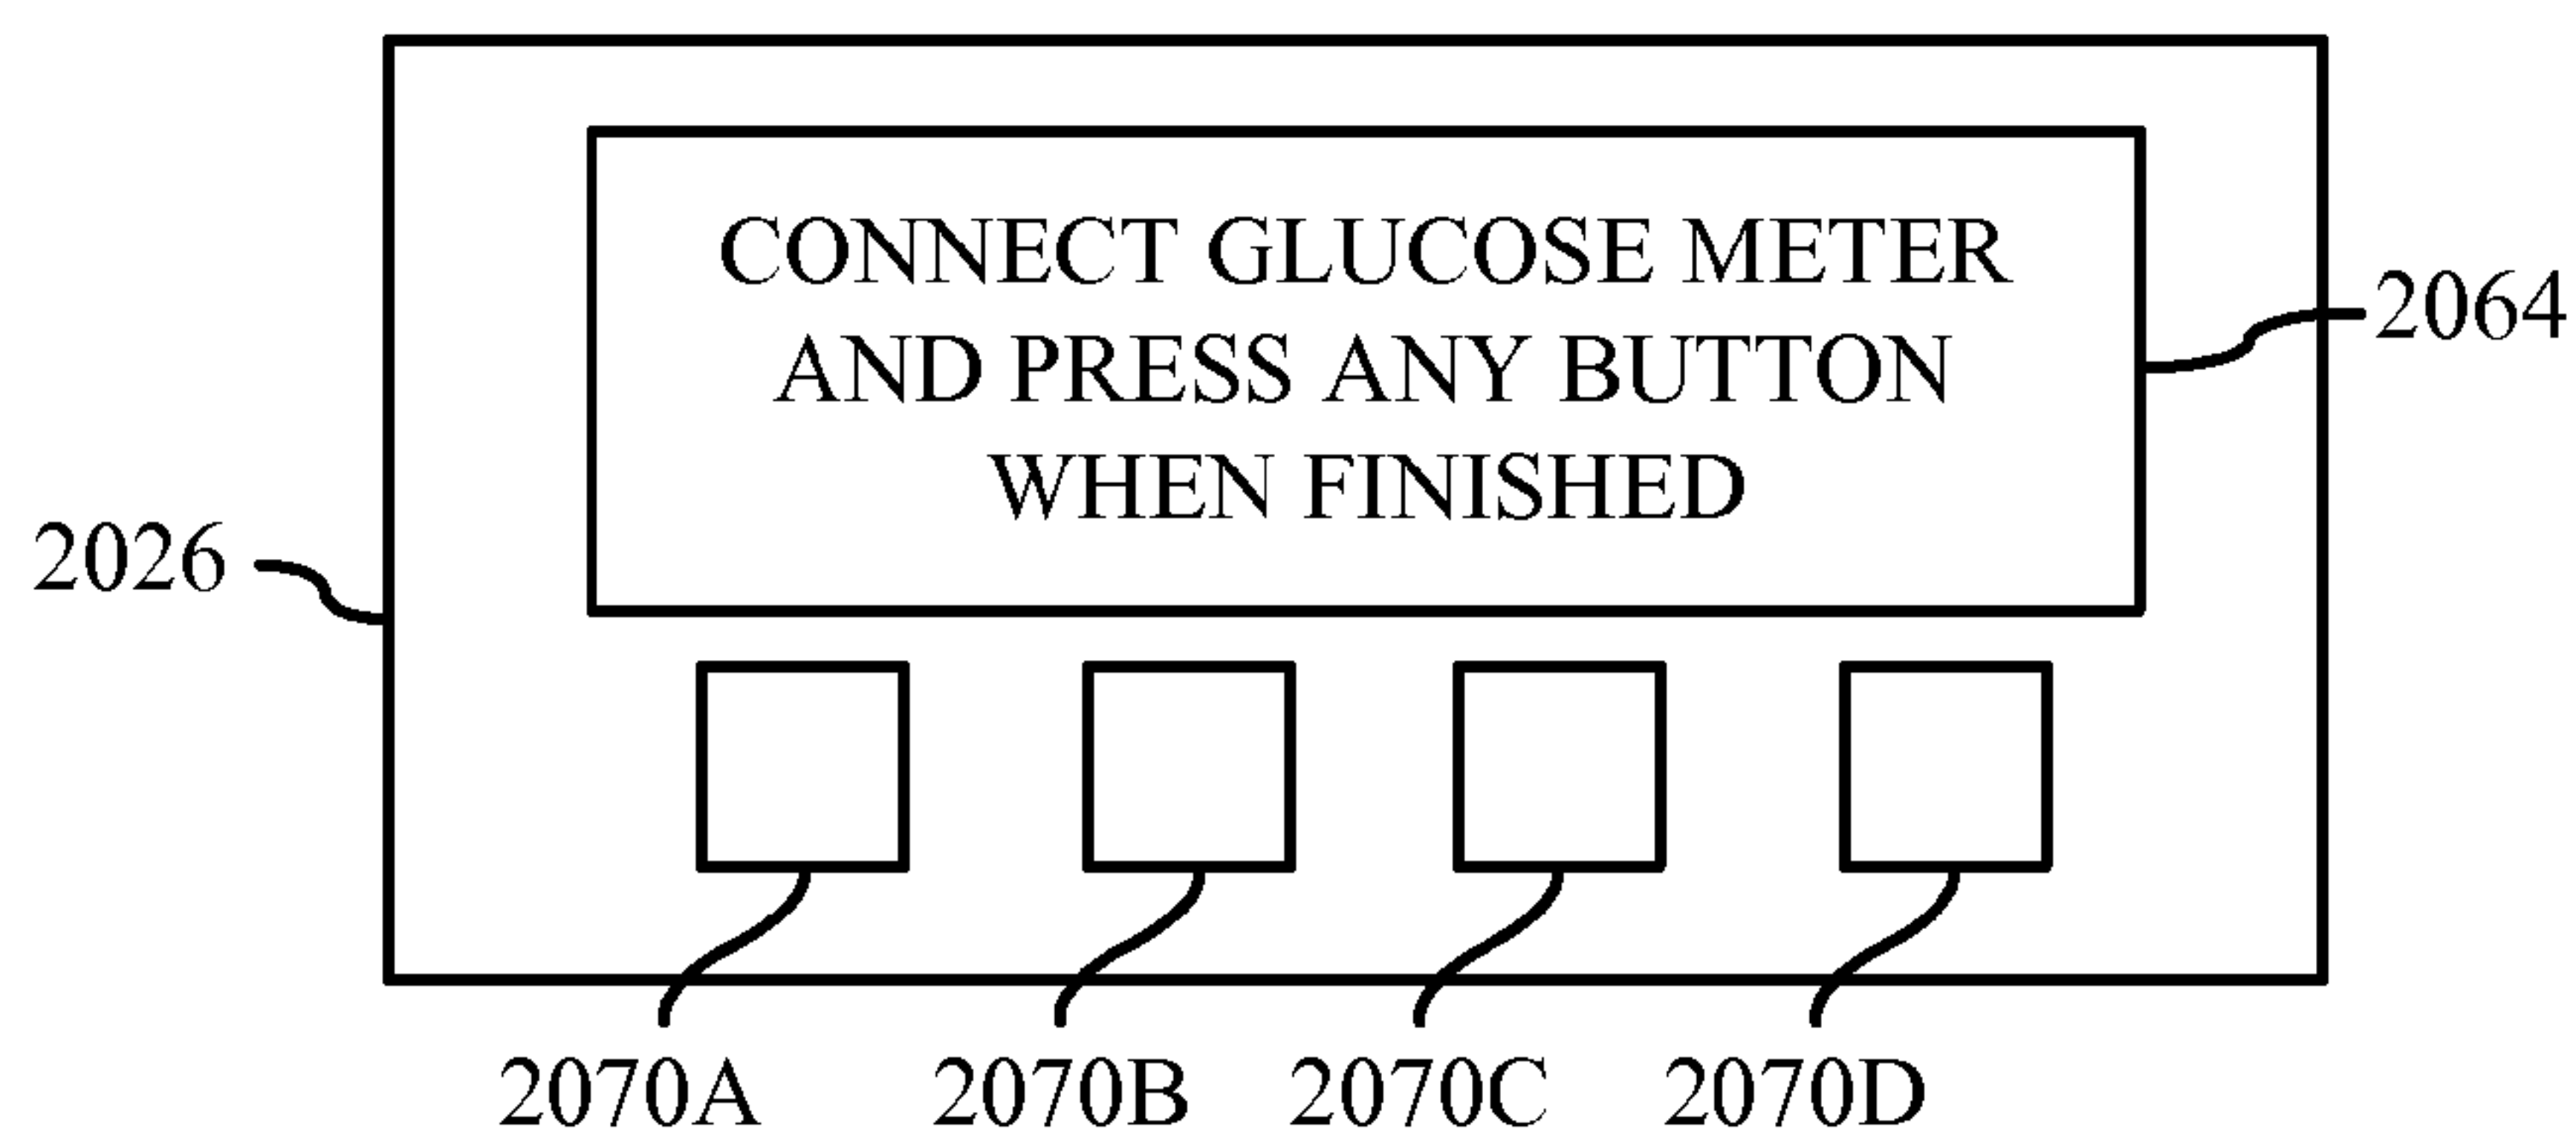 CONNECT GLUCOSE METER
AND PRESS ANY BUTTON
WHEN FINISHED
2064
2026
2070A 2070B 2070C 2070D